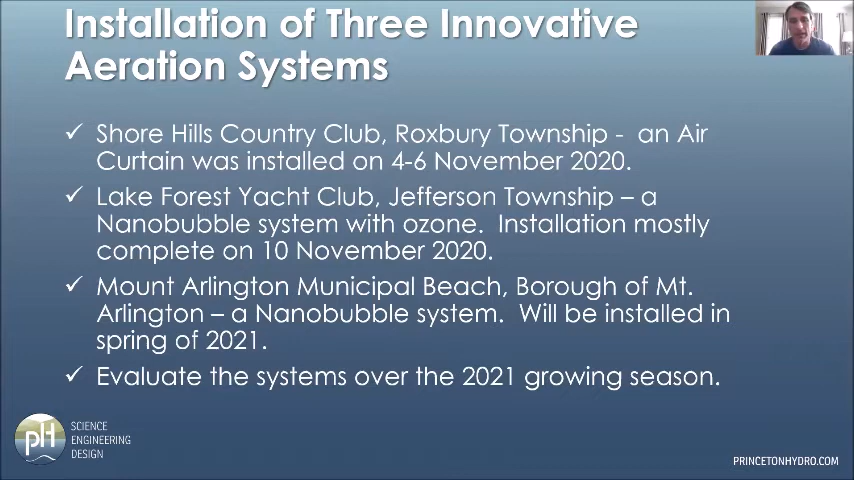 Installation of Three Innovative
Aeration Systems
✓ Shore Hills Country Club, Roxbury Township - an Air
Curtain was installed on 4-6 November 2020.
✓ Lake Forest Yacht Club, Jefferson Township – a
Nanobubble system with ozone. Installation mostly
complete on 10 November 2020.
✓ Mount Arlington Municipal Beach, Borough of Mt.
Arlington – a Nanobubble system. Will be installed in
spring of 2021.
✓ Evaluate the systems over the 2021 growing season.
pH
SCIENCE
ENGINEERING
DESIGN
PRINCETONHYDRO.COM